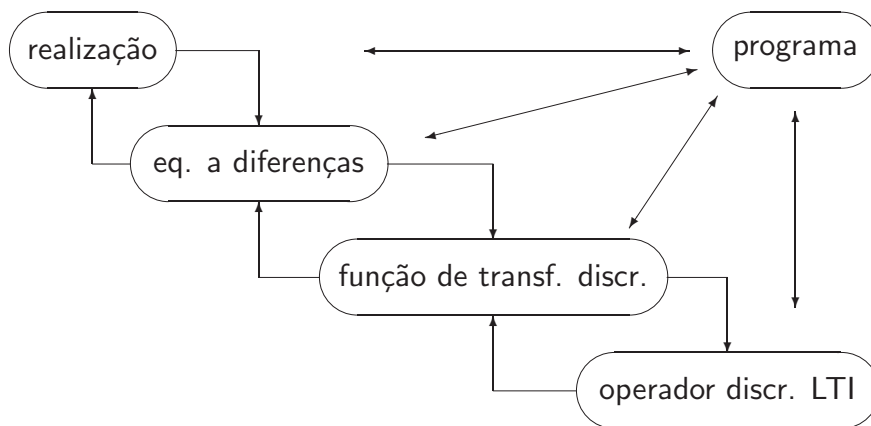 realização
programa
eq. a diferenças
função de transf. discr.
operador discr. LTI